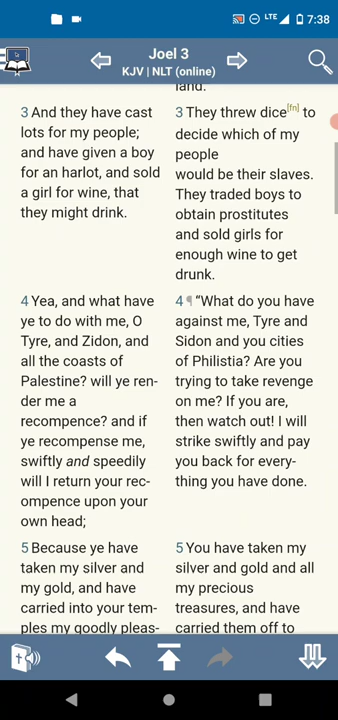 LTE 7:38
Joel 3
KJV | NLT (online)
land.
3 And they have cast
lots for my people;
and have given a boy
for an harlot, and sold
a girl for wine, that
they might drink.
3 They threw dice[fn] to
decide which of my
people
would be their slaves.
They traded boys to
obtain prostitutes
and sold girls for
enough wine to get
drunk.
4 Yea, and what have
ye to do with me, O
Tyre, and Zidon, and
all the coasts of
Palestine? will ye ren-
der me a
recompence? and if
ye recompense me,
swiftly and speedily
will I return your rec-
ompence upon your
own head;
4 ¶ “What do you have
against me, Tyre and
Sidon and you cities
of Philistia? Are you
trying to take revenge
on me? If you are,
then watch out! I will
strike swiftly and pay
you back for every-
thing you have done.
5 Because ye have
taken my silver and
my gold, and have
carried into your tem-
ples my goodly pleas-
5 You have taken my
silver and gold and all
my precious
treasures, and have
carried them off to